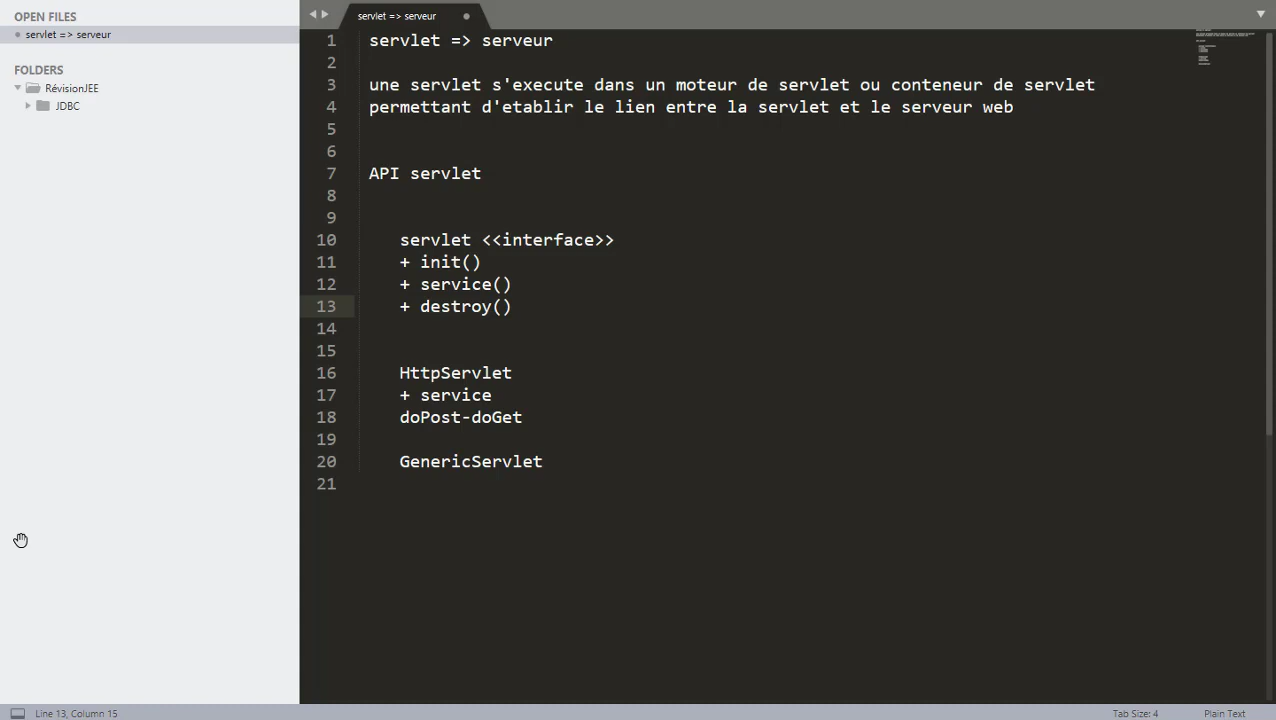 OPEN FILES
servlet => serveur
FOLDERS
RévisionJEE
JDBC
servlet => serveur
1 servlet => serveur
2
3 une servlet s'execute dans un moteur de servlet ou conteneur de servlet
4 permettant d'etablir le lien entre la servlet et le serveur web
5
6
7 API servlet
8
9
10 servlet <<interface>>
11 + init()
12 + service()
13 + destroy()
14
15
16 HttpServlet
17 + service
18 doPost-doGet
19
20 GenericServlet
21
Line 13, Column 15
Tab Size: 4
Plain Text